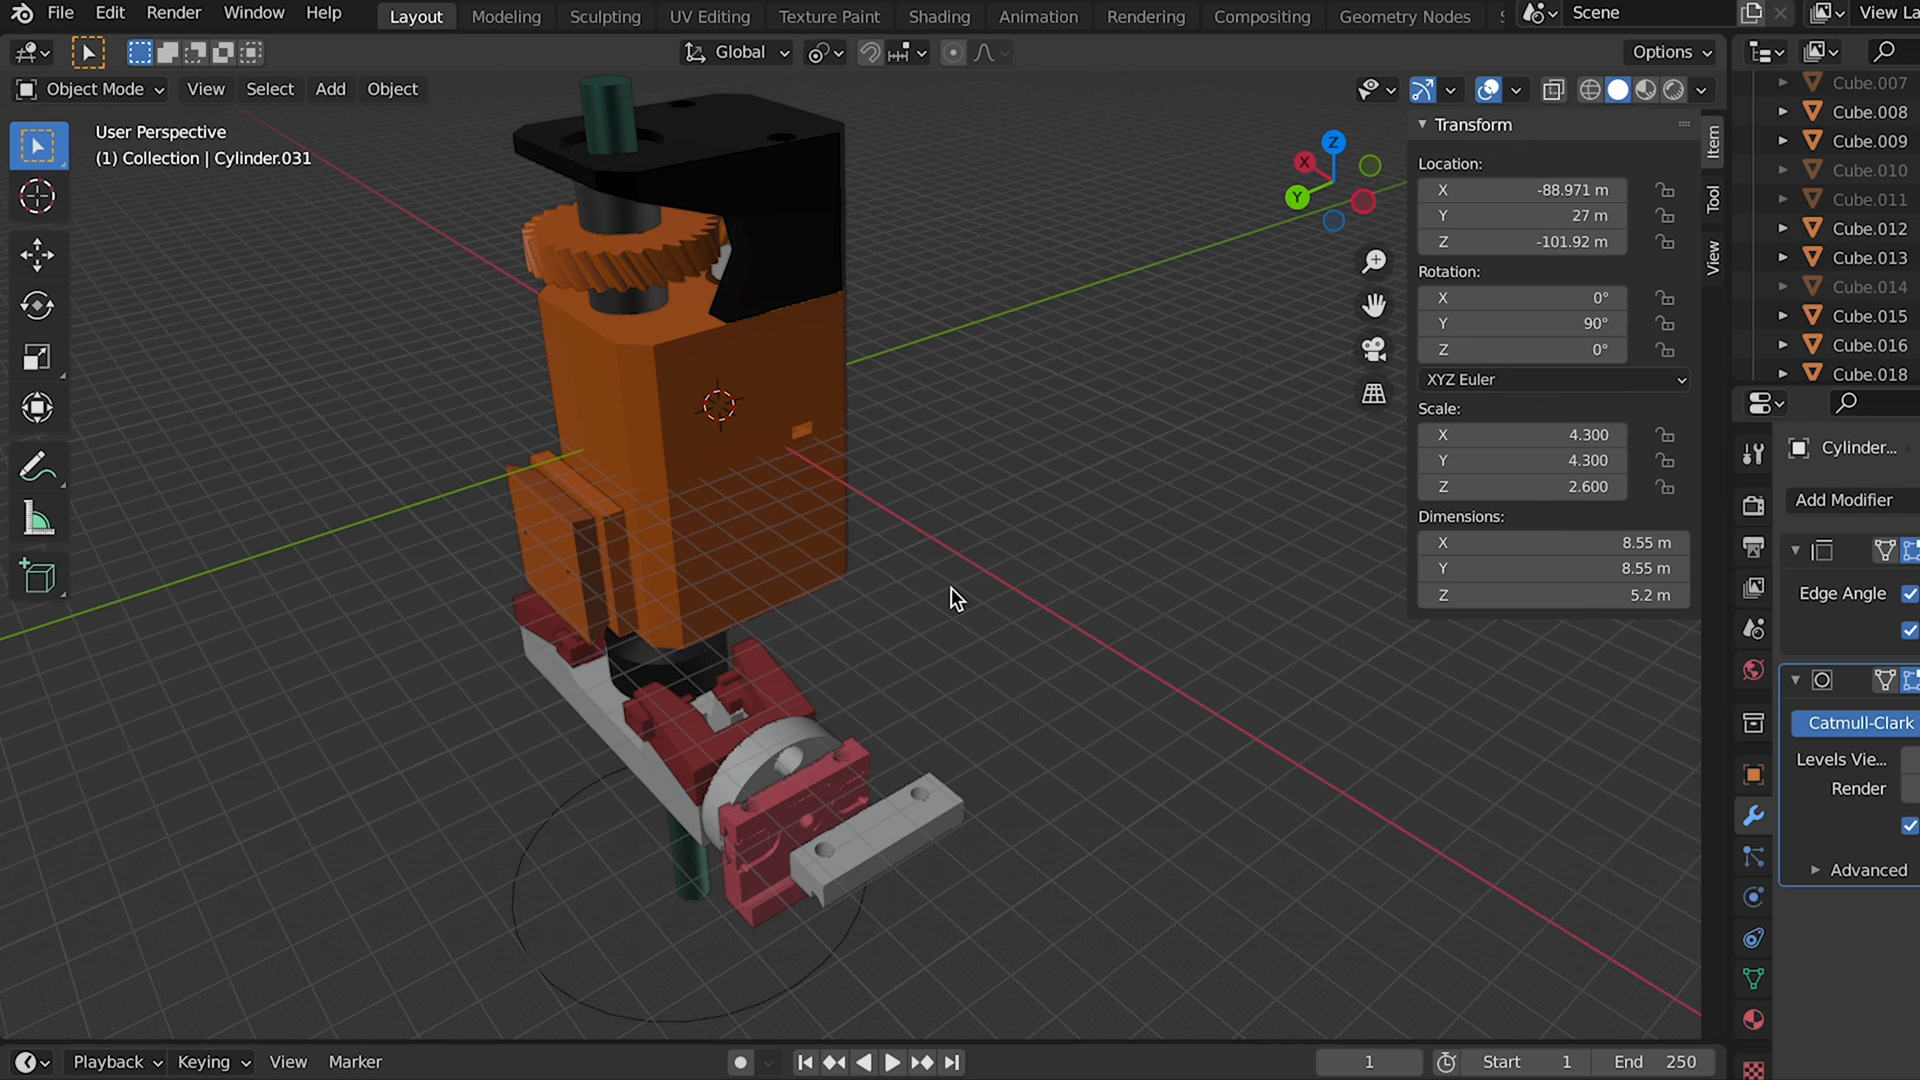 File Edit Render Window Help Layout Modeling Sculpting UV Editing Texture Paint Shading Animation Rendering Compositing Geometry Nodes Scene View La
Global Options
Object Mode View Select Add Object
User Perspective
(1) Collection | Cylinder.031
X
Y
Z
Transform
Location:
X -88.971 m
Y 27 m
Z -101.92 m
Rotation:
X 0°
Y 90°
Z 0°
XYZ Euler
Scale:
X 4.300
Y 4.300
Z 2.600
Dimensions:
X 8.55 m
Y 8.55 m
Z 5.2 m
Item
Tool
View
Cube.007
Cube.008
Cube.009
Cube.010
Cube.011
Cube.012
Cube.013
Cube.014
Cube.015
Cube.016
Cube.018
Cylinder...
Add Modifier
Edge Angle
Catmull-Clark
Levels Vie...
Render
Advanced
Playback Keying View Marker 1 Start 1 End 250